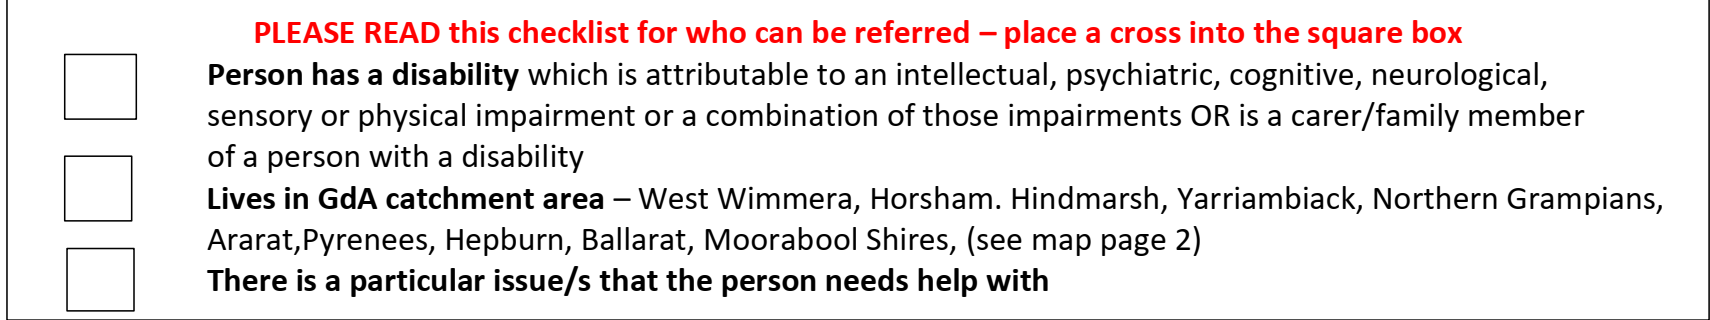 PLEASE READ this checklist for who can be referred – place a cross into the square box
Person has a disability which is attributable to an intellectual, psychiatric, cognitive, neurological,
sensory or physical impairment or a combination of those impairments OR is a carer/family member
of a person with a disability
Lives in GdA catchment area – West Wimmera, Horsham. Hindmarsh, Yarriambiack, Northern Grampians,
Ararat,Pyrenees, Hepburn, Ballarat, Moorabool Shires, (see map page 2)
There is a particular issue/s that the person needs help with